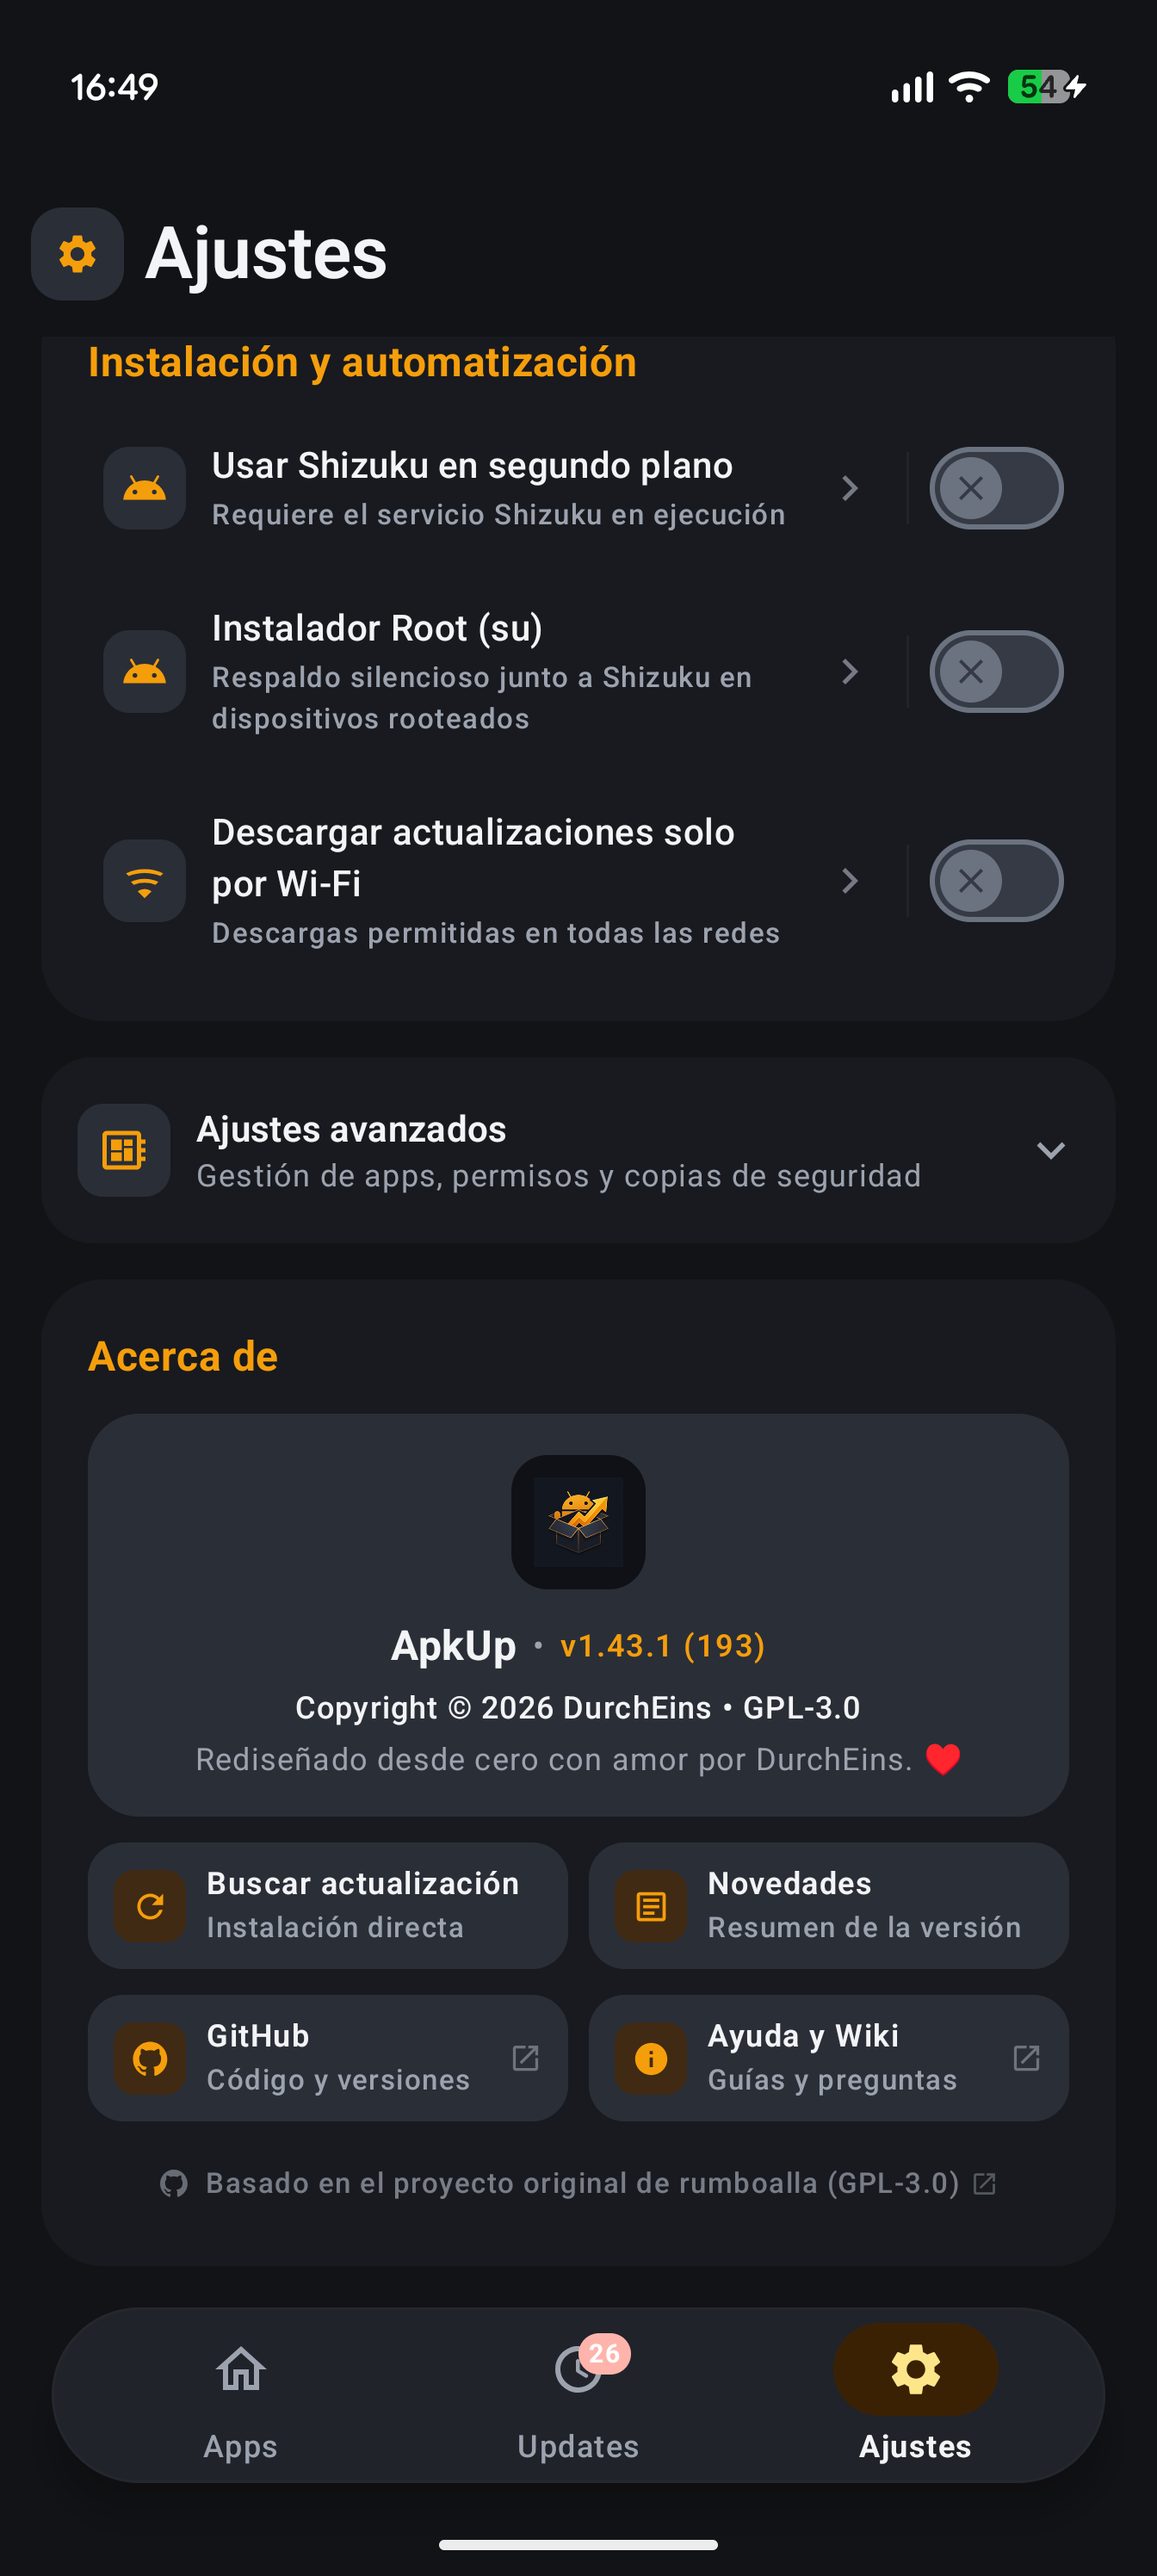 16:49
54
Ajustes
Instalación y automatización
Usar Shizuku en segundo plano
Requiere el servicio Shizuku en ejecución
Instalador Root (su)
Respaldo silencioso junto a Shizuku en
dispositivos rooteados
Descargar actualizaciones solo
por Wi-Fi
Descargas permitidas en todas las redes
Ajustes avanzados
Gestión de apps, permisos y copias de seguridad
Acerca de
ApkUp • v1.43.1 (193)
Copyright © 2026 DurchEins • GPL-3.0
Rediseñado desde cero con amor por DurchEins. ❤️
Buscar actualización
Instalación directa
Novedades
Resumen de la versión
GitHub
Código y versiones
Ayuda y Wiki
Guías y preguntas
Basado en el proyecto original de rumboalla (GPL-3.0)
26
Apps
Updates
Ajustes